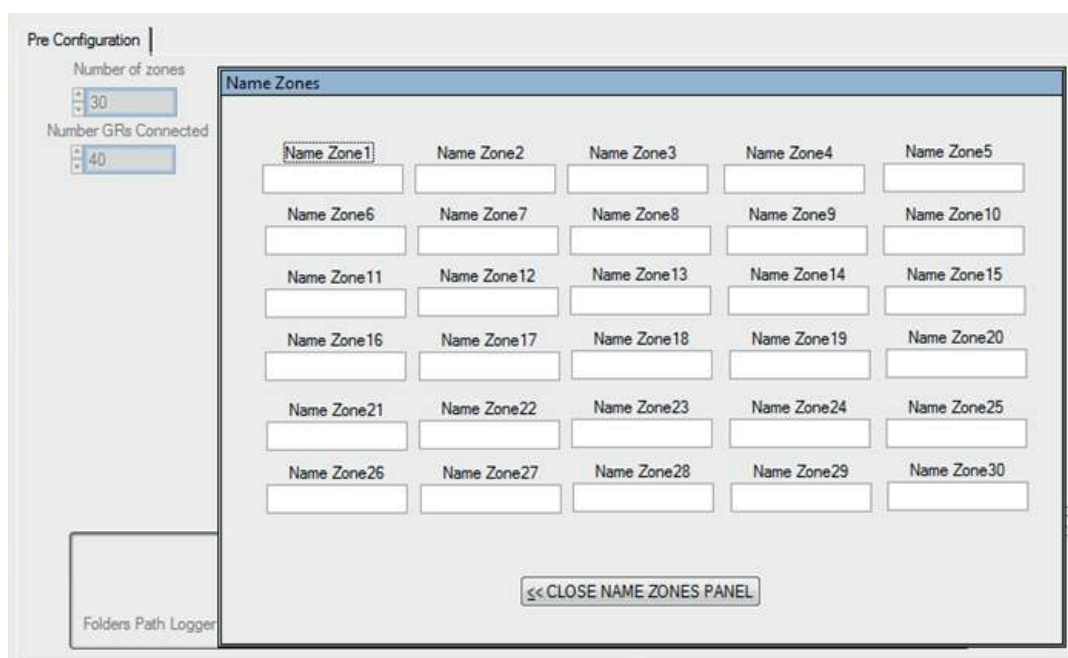 Pre Configuration
Number of zones
30
Number GRs Connected
40
Name Zones
Name Zone1 Name Zone2 Name Zone3 Name Zone4 Name Zone5
Name Zone6 Name Zone7 Name Zone8 Name Zone9 Name Zone10
Name Zone11 Name Zone12 Name Zone13 Name Zone14 Name Zone15
Name Zone16 Name Zone17 Name Zone18 Name Zone19 Name Zone20
Name Zone21 Name Zone22 Name Zone23 Name Zone24 Name Zone25
Name Zone26 Name Zone27 Name Zone28 Name Zone29 Name Zone30
<< CLOSE NAME ZONES PANEL
Folders Path Logger